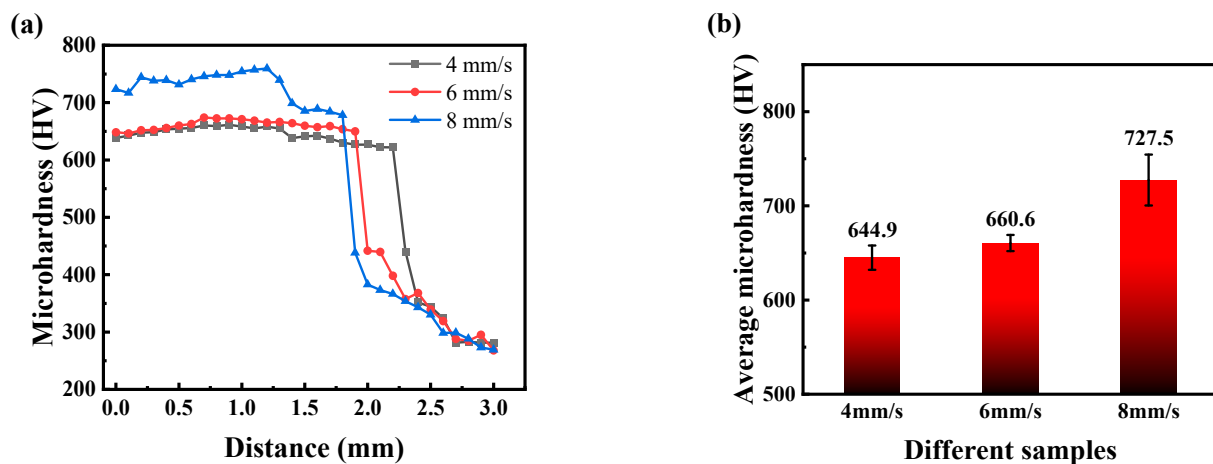 (a)
800
700
600
500
400
300
200
Microhardness (HV)
4 mm/s
6 mm/s
8 mm/s
0.0 0.5 1.0 1.5 2.0 2.5 3.0
Distance (mm)
(b)
800
700
600
500
Average microhardness (HV)
644.9
660.6
727.5
4mm/s 6mm/s 8mm/s
Different samples